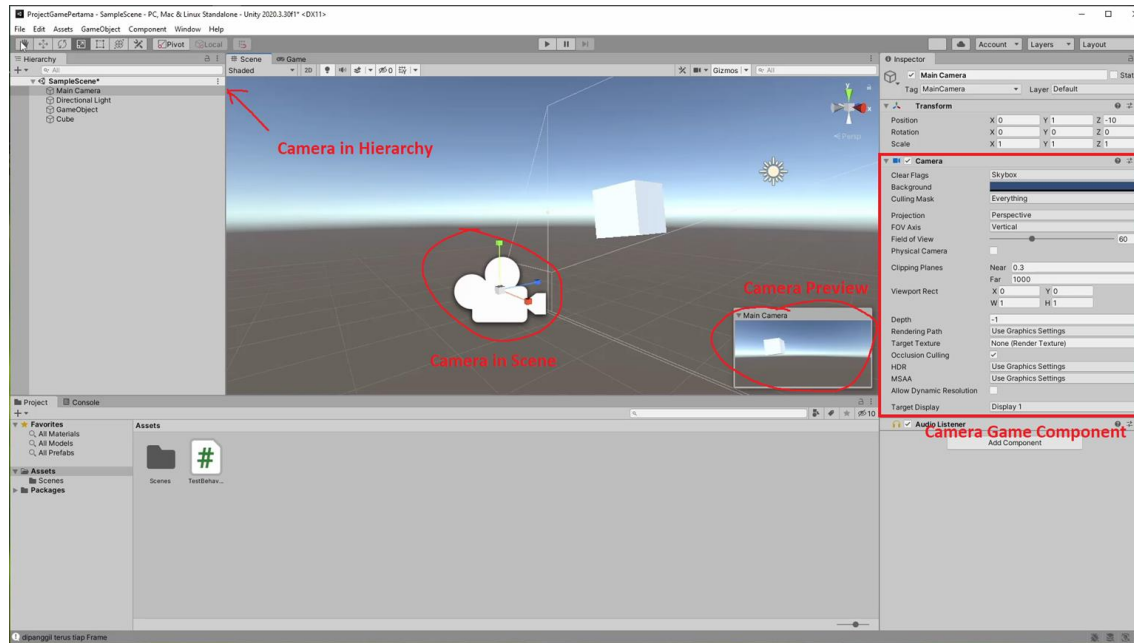 ProjectGamePertama - SampleScene - PC, Mac & Linux Standalone - Unity 2020.3.30f1* <DX11>
File Edit Assets GameObject Component Window Help
Pivot Local
Account Layers Layout
Hierarchy
All
SampleScene*
Main Camera
Directional Light
GameObject
Cube
Scene Game
Shaded 2D 0 Gizmos All
y
Persp
Camera in Hierarchy
Camera in Scene
Camera Preview
Main Camera
Inspector
Main Camera Stat
Tag MainCamera Layer Default
Transform
Position X 0 Y 1 Z -10
Rotation X 0 Y 0 Z 0
Scale X 1 Y 1 Z 1
Camera
Clear Flags Skybox
Background
Culling Mask Everything
Projection Perspective
FOV Axis Vertical
Field of View 60
Physical Camera
Clipping Planes Near 0.3
Far 1000
Viewport Rect X 0 Y 0
W 1 H 1
Depth -1
Rendering Path Use Graphics Settings
Target Texture None (Render Texture)
Occlusion Culling
HDR Use Graphics Settings
MSAA Use Graphics Settings
Allow Dynamic Resolution
Target Display Display 1
Audio Listener
Camera Game Component
Add Component
Project Console
10
Favorites
All Materials
All Models
All Prefabs
Assets
Scenes
Packages
Assets
Scenes TestBehav...
dipanggil terus tiap Frame